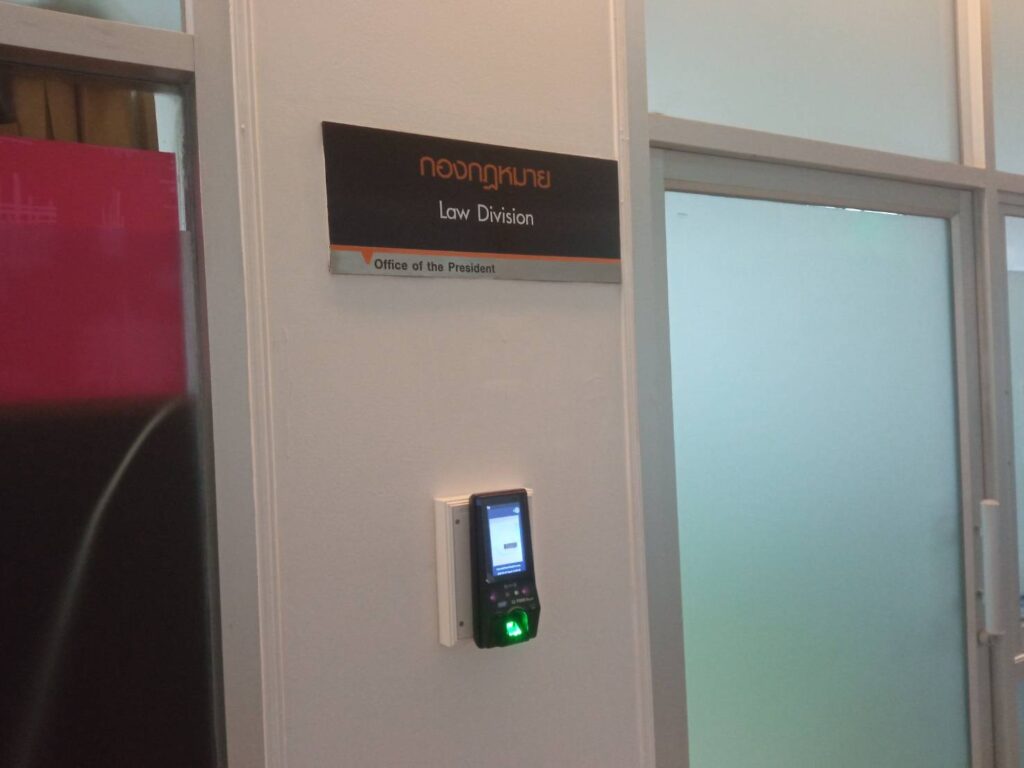 กองกฎหมาย
Law Division
Office of the President